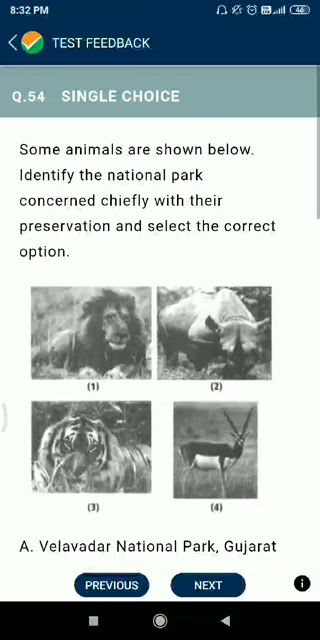 8:32 PM
46
TEST FEEDBACK
Q.54 SINGLE CHOICE
Some animals are shown below.
Identify the national park
concerned chiefly with their
preservation and select the correct
option.
(1) (2)
(3) (4)
A. Velavadar National Park, Gujarat
PREVIOUS NEXT